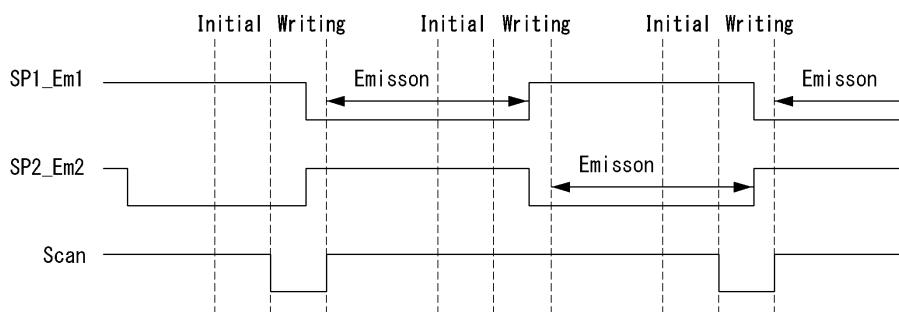 Initial Writing Initial Writing Initial Writing
SP1_Em1 Emisson Emisson
SP2_Em2 Emisson
Scan